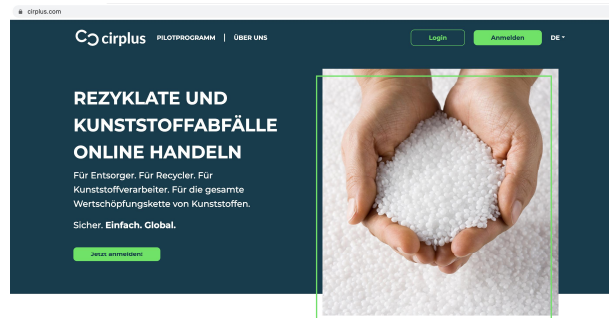 cirplus.com
cirplus PILOTPROGRAMM | ÜBER UNS Login Anmelden DE
REZYKLATE UND
KUNSTSTOFFABFÄLLE
ONLINE HANDELN
Für Entsorger. Für Recycler. Für
Kunststoffverarbeiter. Für die gesamte
Wertschöpfungskette von Kunststoffen.
Sicher. Einfach. Global.
Jetzt anmelden!